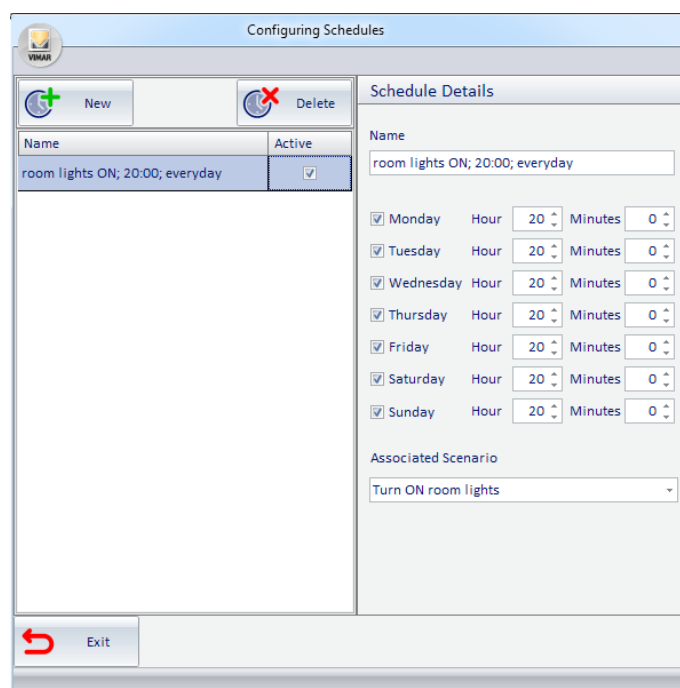 Configuring Schedules
VIMAR
New
Delete
Name
Active
room lights ON; 20:00; everyday
Schedule Details
Name
room lights ON; 20:00; everyday
Monday Hour 20 Minutes 0
Tuesday Hour 20 Minutes 0
Wednesday Hour 20 Minutes 0
Thursday Hour 20 Minutes 0
Friday Hour 20 Minutes 0
Saturday Hour 20 Minutes 0
Sunday Hour 20 Minutes 0
Associated Scenario
Turn ON room lights
Exit